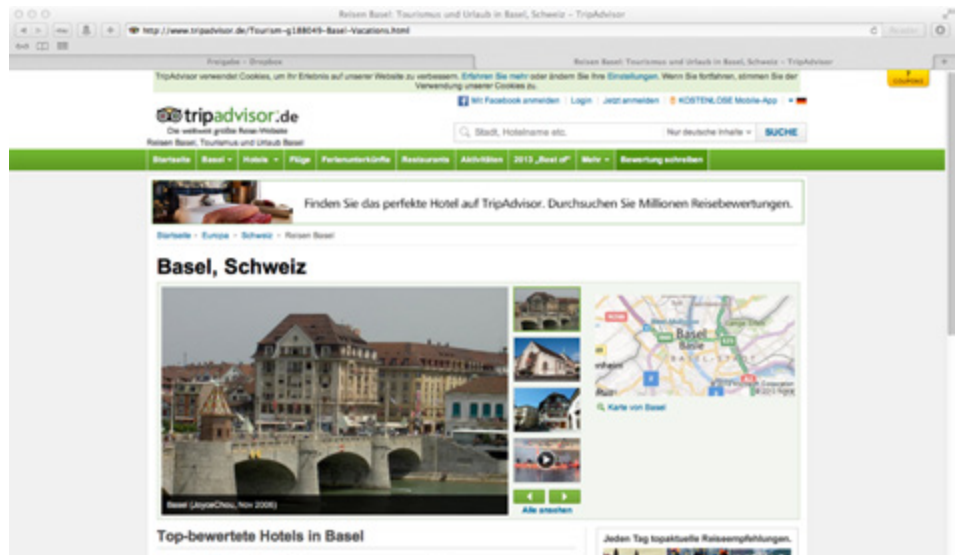 Reisen Basel: Tourismus und Urlaub in Basel, Schweiz – TripAdvisor
http://www.tripadvisor.de/Tourism-g188049-Basel-Vacations.html
Reader
Freigabe – Dropbox
Reisen Basel: Tourismus und Urlaub in Basel, Schweiz – TripAdvisor
TripAdvisor verwendet Cookies, um Ihr Erlebnis auf unserer Website zu verbessern. Erfahren Sie mehr oder ändern Sie Ihre Einstellungen. Wenn Sie fortfahren, stimmen Sie der
Verwendung unserer Cookies zu.
7
COUPONS
Mit Facebook anmelden Login Jetzt anmelden KOSTENLOSE Mobile-App
tripadvisor.de
Die weltweit größte Reise-Website
Reisen Basel, Tourismus und Urlaub Basel
Stadt, Hotelname etc.
Nur deutsche Inhalte
SUCHE
Startseite Basel Hotels Flüge Ferienunterkünfte Restaurants Aktivitäten 2013 „Best of“ Mehr Bewertung schreiben
Finden Sie das perfekte Hotel auf TripAdvisor. Durchsuchen Sie Millionen Reisebewertungen.
Startseite Europa Schweiz Reisen Basel
Basel, Schweiz
Basel
Basle
BASEL-STADT
Karte von Basel
Basel (JoyceChou, Nov 2006)
Alle ansehen
Top-bewertete Hotels in Basel
Jeden Tag topaktuelle Reiseempfehlungen.